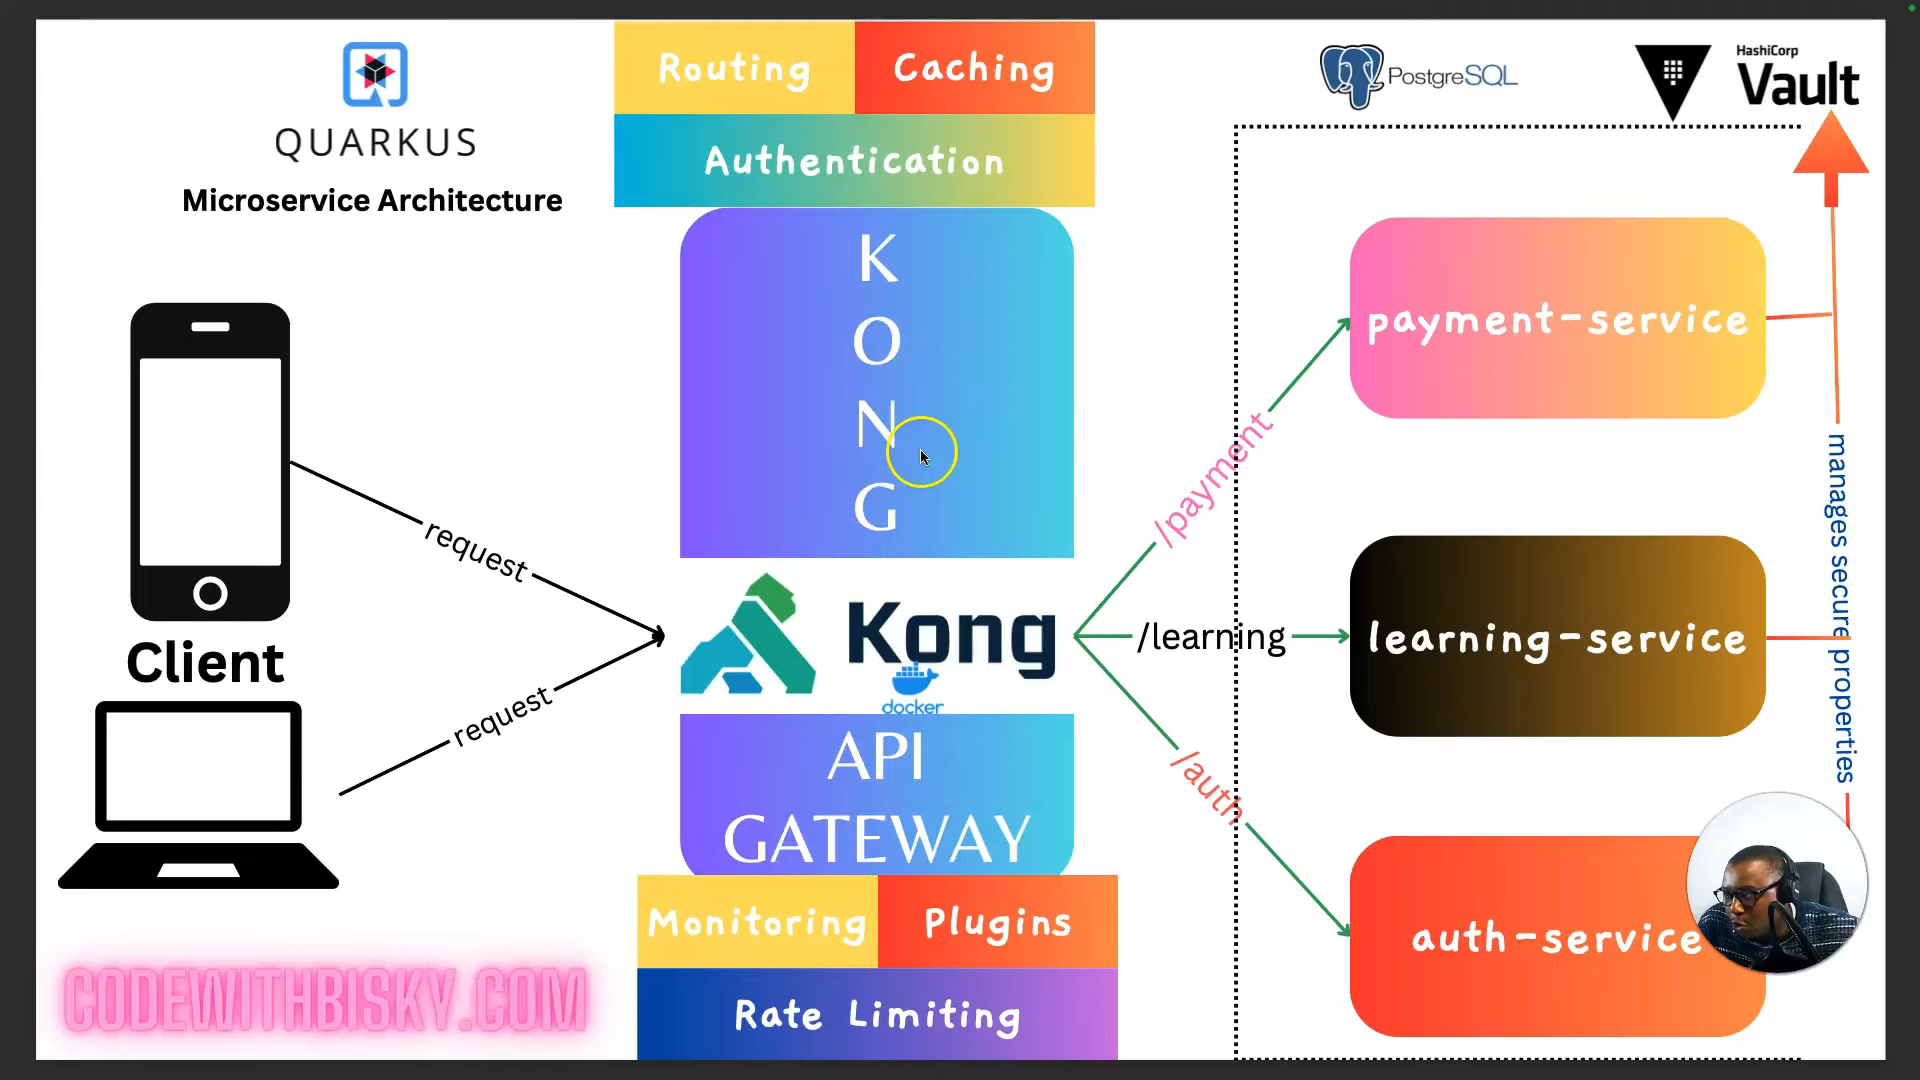 QUARKUS
Microservice Architecture
Routing
Caching
Authentication
PostgreSQL
HashiCorp
Vault
K
O
N
G
Kong
docker
API
GATEWAY
Monitoring
Plugins
Rate Limiting
Client
request
request
/payment
/learning
/auth
payment-service
learning-service
auth-service
manages secure properties
CODEWITHBISKY.COM